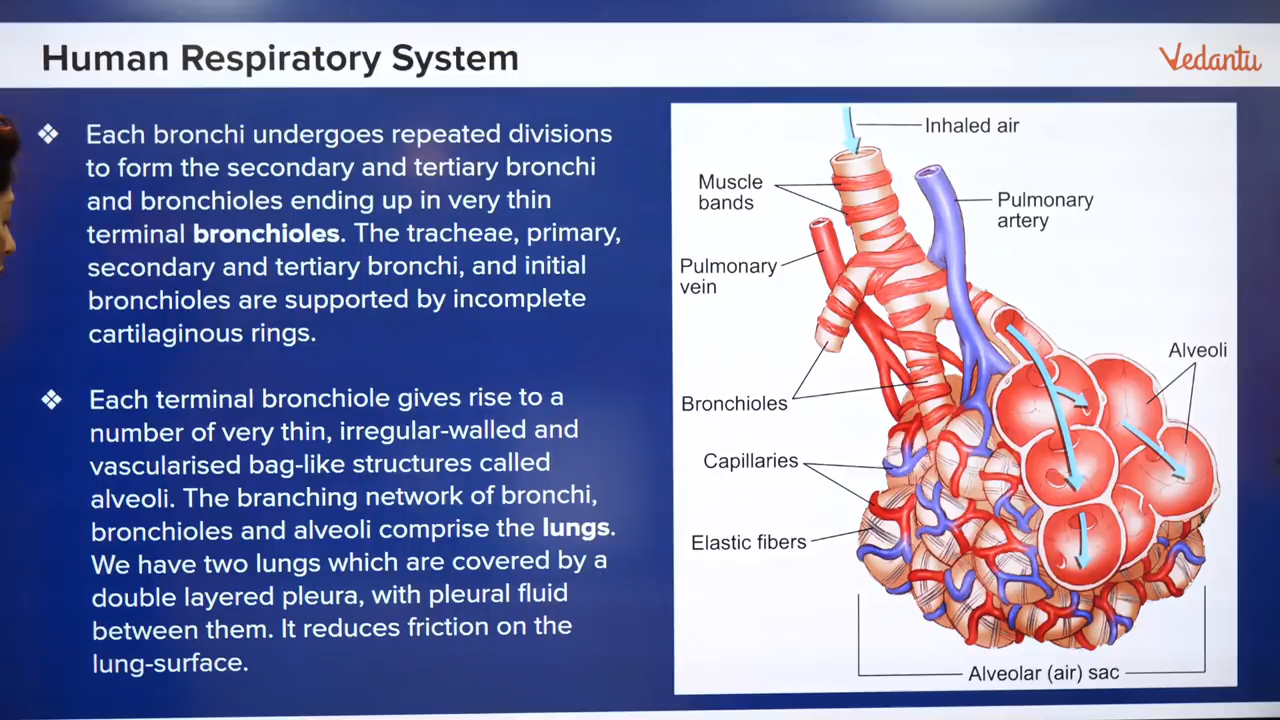 Human Respiratory System
Vedantu
❖ Each bronchi undergoes repeated divisions
to form the secondary and tertiary bronchi
and bronchioles ending up in very thin
terminal bronchioles. The tracheae, primary,
secondary and tertiary bronchi, and initial
bronchioles are supported by incomplete
cartilaginous rings.
❖ Each terminal bronchiole gives rise to a
number of very thin, irregular-walled and
vascularised bag-like structures called
alveoli. The branching network of bronchi,
bronchioles and alveoli comprise the lungs.
We have two lungs which are covered by a
double layered pleura, with pleural fluid
between them. It reduces friction on the
lung-surface.
Inhaled air
Muscle
bands
Pulmonary
artery
Pulmonary
vein
Alveoli
Bronchioles
Capillaries
Elastic fibers
Alveolar (air) sac